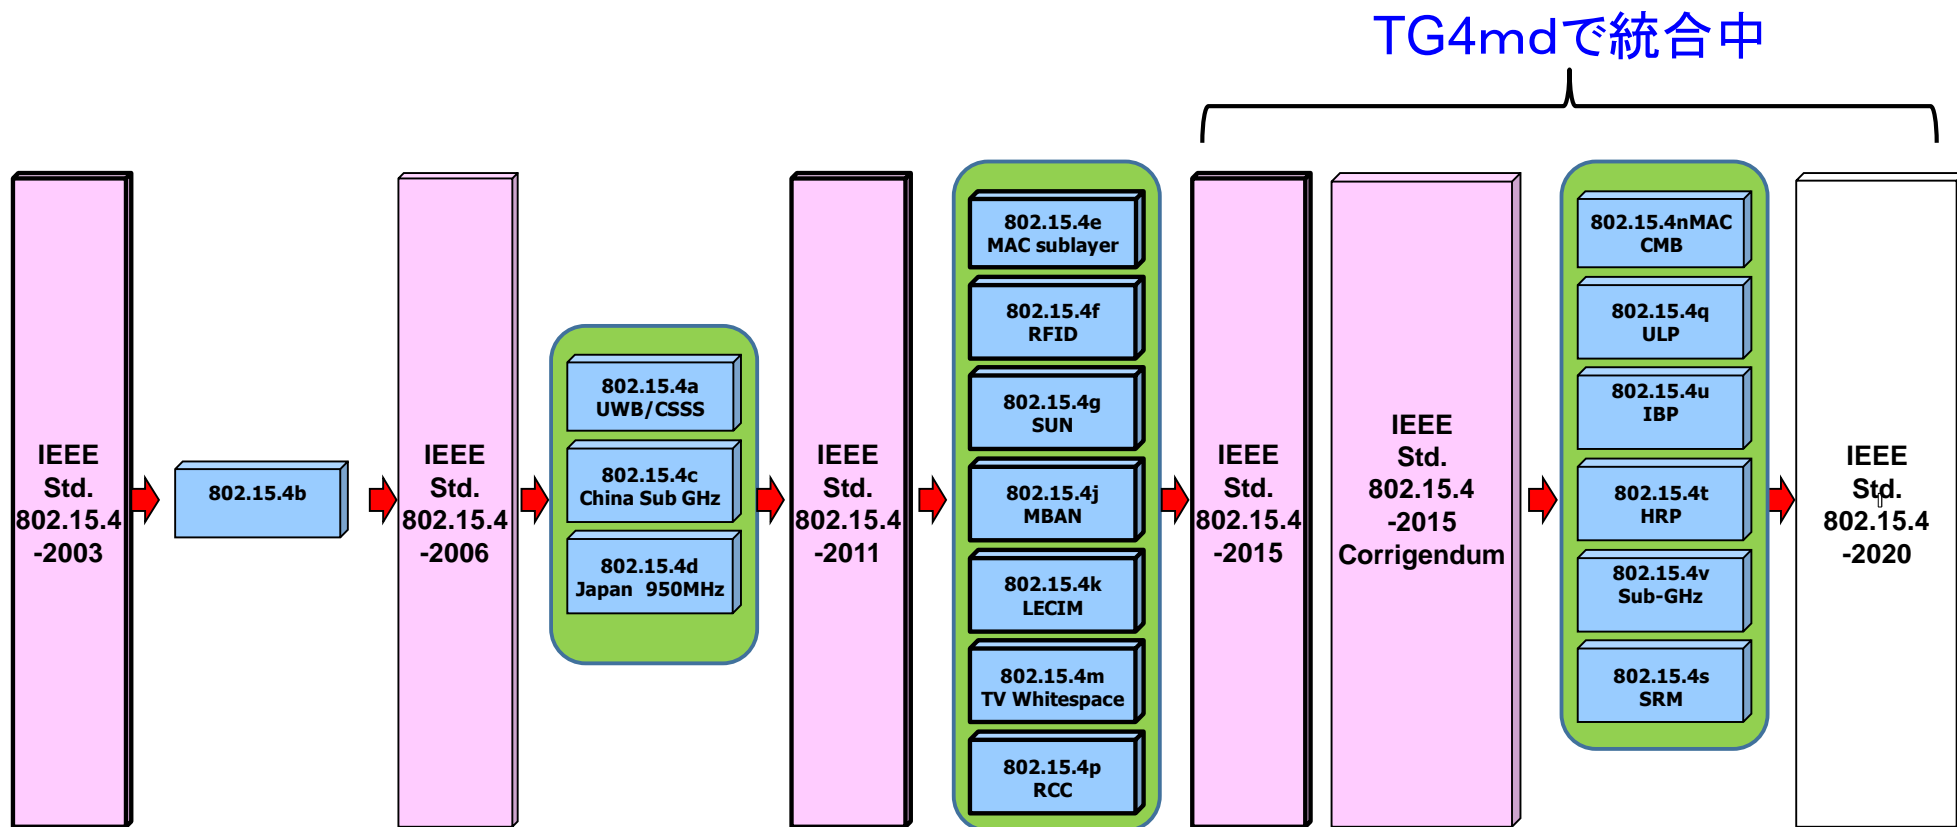 TG4mdで統合中
IEEE
Std.
802.15.4
-2003
802.15.4b
IEEE
Std.
802.15.4
-2006
802.15.4a
UWB/CSSS
802.15.4c
China Sub GHz
802.15.4d
Japan 950MHz
IEEE
Std.
802.15.4
-2011
802.15.4e
MAC sublayer
802.15.4f
RFID
802.15.4g
SUN
802.15.4j
MBAN
802.15.4k
LECIM
802.15.4m
TV Whitespace
802.15.4p
RCC
IEEE
Std.
802.15.4
-2015
IEEE
Std.
802.15.4
-2015
Corrigendum
802.15.4nMAC
CMB
802.15.4q
ULP
802.15.4u
IBP
802.15.4t
HRP
802.15.4v
Sub-GHz
802.15.4s
SRM
IEEE
Std.
802.15.4
-2020